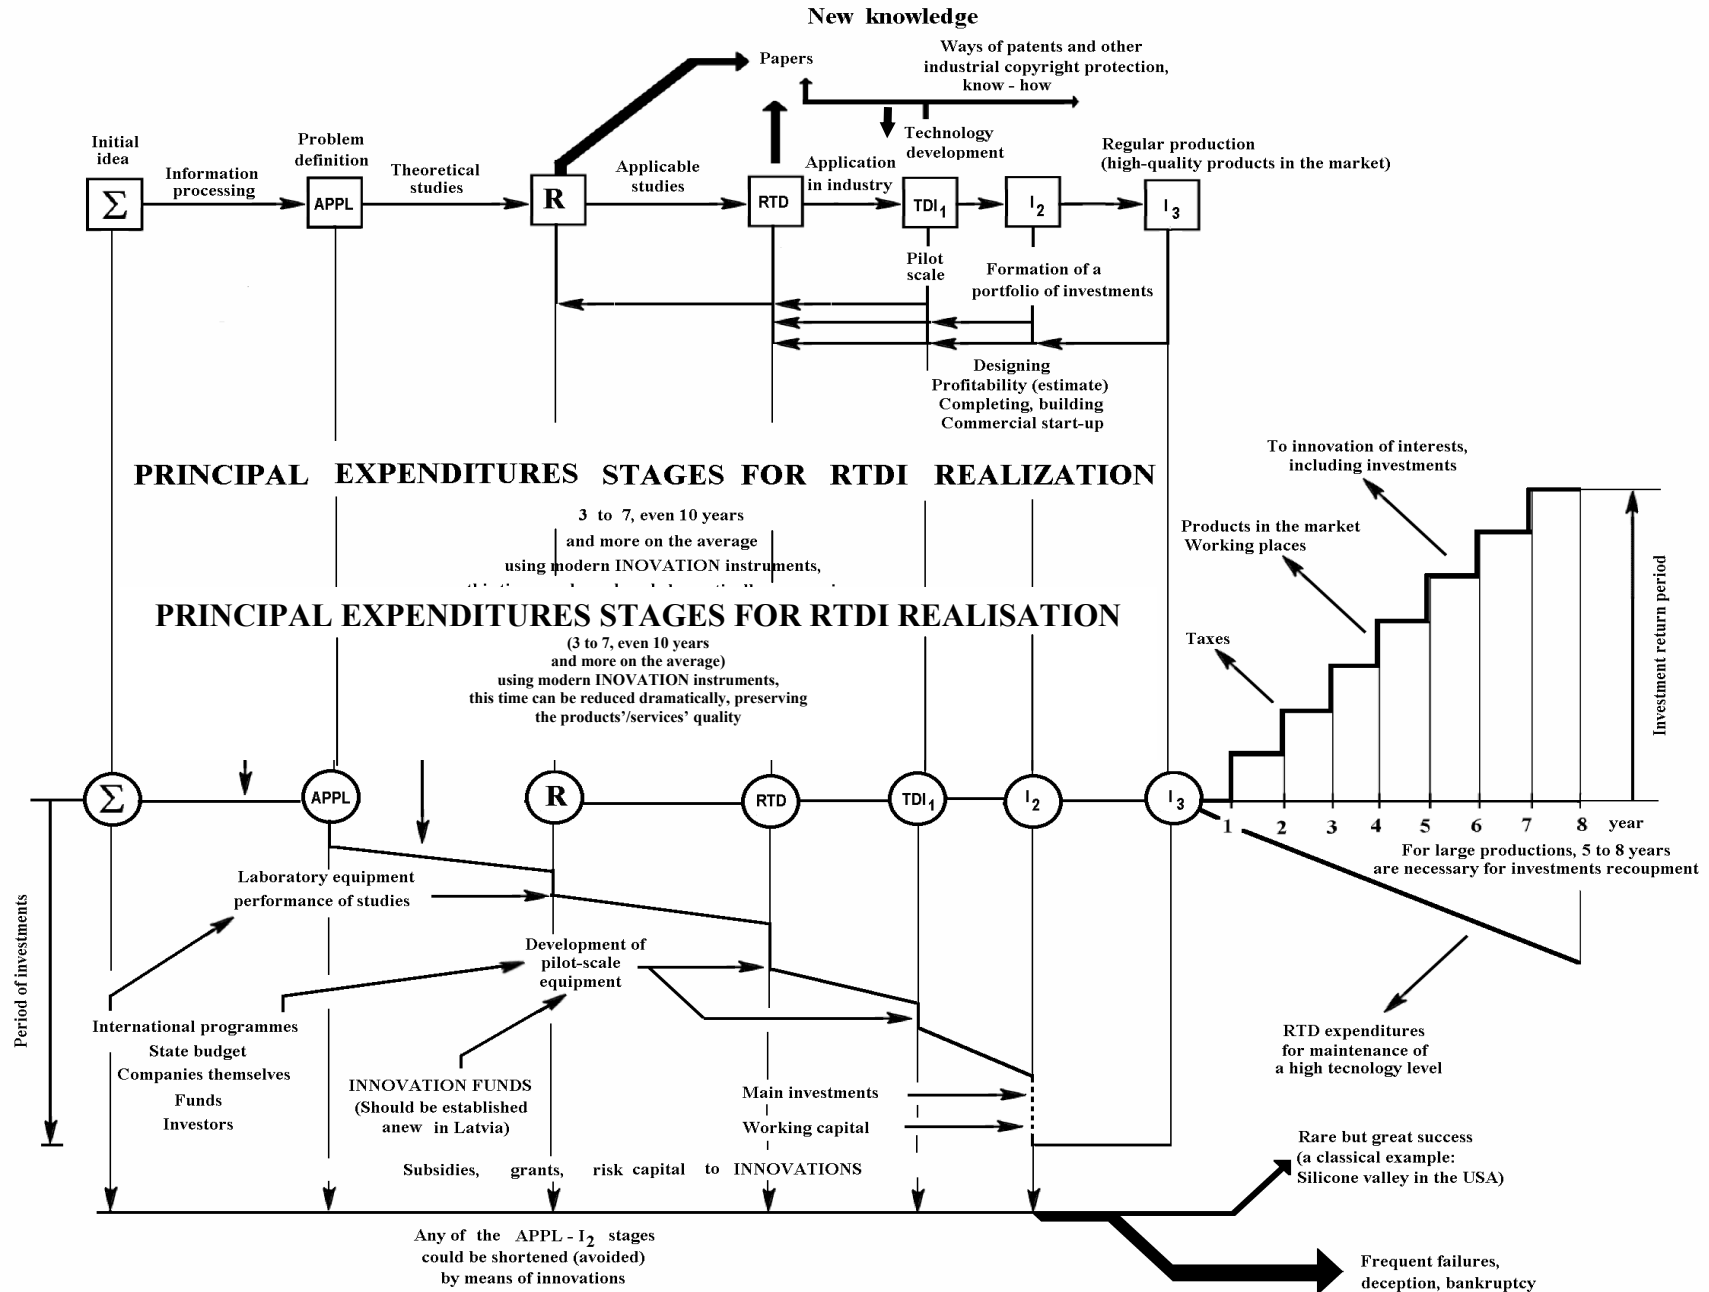 New knowledge
Papers
Ways of patents and other
industrial copyright protection,
know - how
Initial
idea
Information
processing
Problem
definition
Theoretical
studies
Applicable
studies
Application
in industry
Technology
development
Regular production
(high-quality products in the market)
Σ
APPL
R
RTD
TDI1
I2
I3
Pilot
scale
Formation of a
portfolio of investments
Designing
Profitability (estimate)
Completing, building
Commercial start-up
PRINCIPAL EXPENDITURES STAGES FOR RTDI REALIZATION
3 to 7, even 10 years
and more on the average
using modern INOVATION instruments,
PRINCIPAL EXPENDITURES STAGES FOR RTDI REALISATION
(3 to 7, even 10 years
and more on the average)
using modern INOVATION instruments,
this time can be reduced dramatically, preserving
the products’/services’ quality
To innovation of interests,
including investments
Products in the market
Working places
Taxes
Investment return period
Σ
APPL
R
RTD
TDI1
I2
I3
1 2 3 4 5 6 7 8 year
For large productions, 5 to 8 years
are necessary for investments recoupment
Period of investments
Laboratory equipment
performance of studies
Development of
pilot-scale
equipment
International programmes
State budget
Companies themselves
Funds
Investors
INNOVATION FUNDS
(Should be established
anew in Latvia)
Main investments
Working capital
Subsidies, grants, risk capital to INNOVATIONS
RTD expenditures
for maintenance of
a high tecnology level
Rare but great success
(a classical example:
Silicone valley in the USA)
Any of the APPL - I2 stages
could be shortened (avoided)
by means of innovations
Frequent failures,
deception, bankruptcy